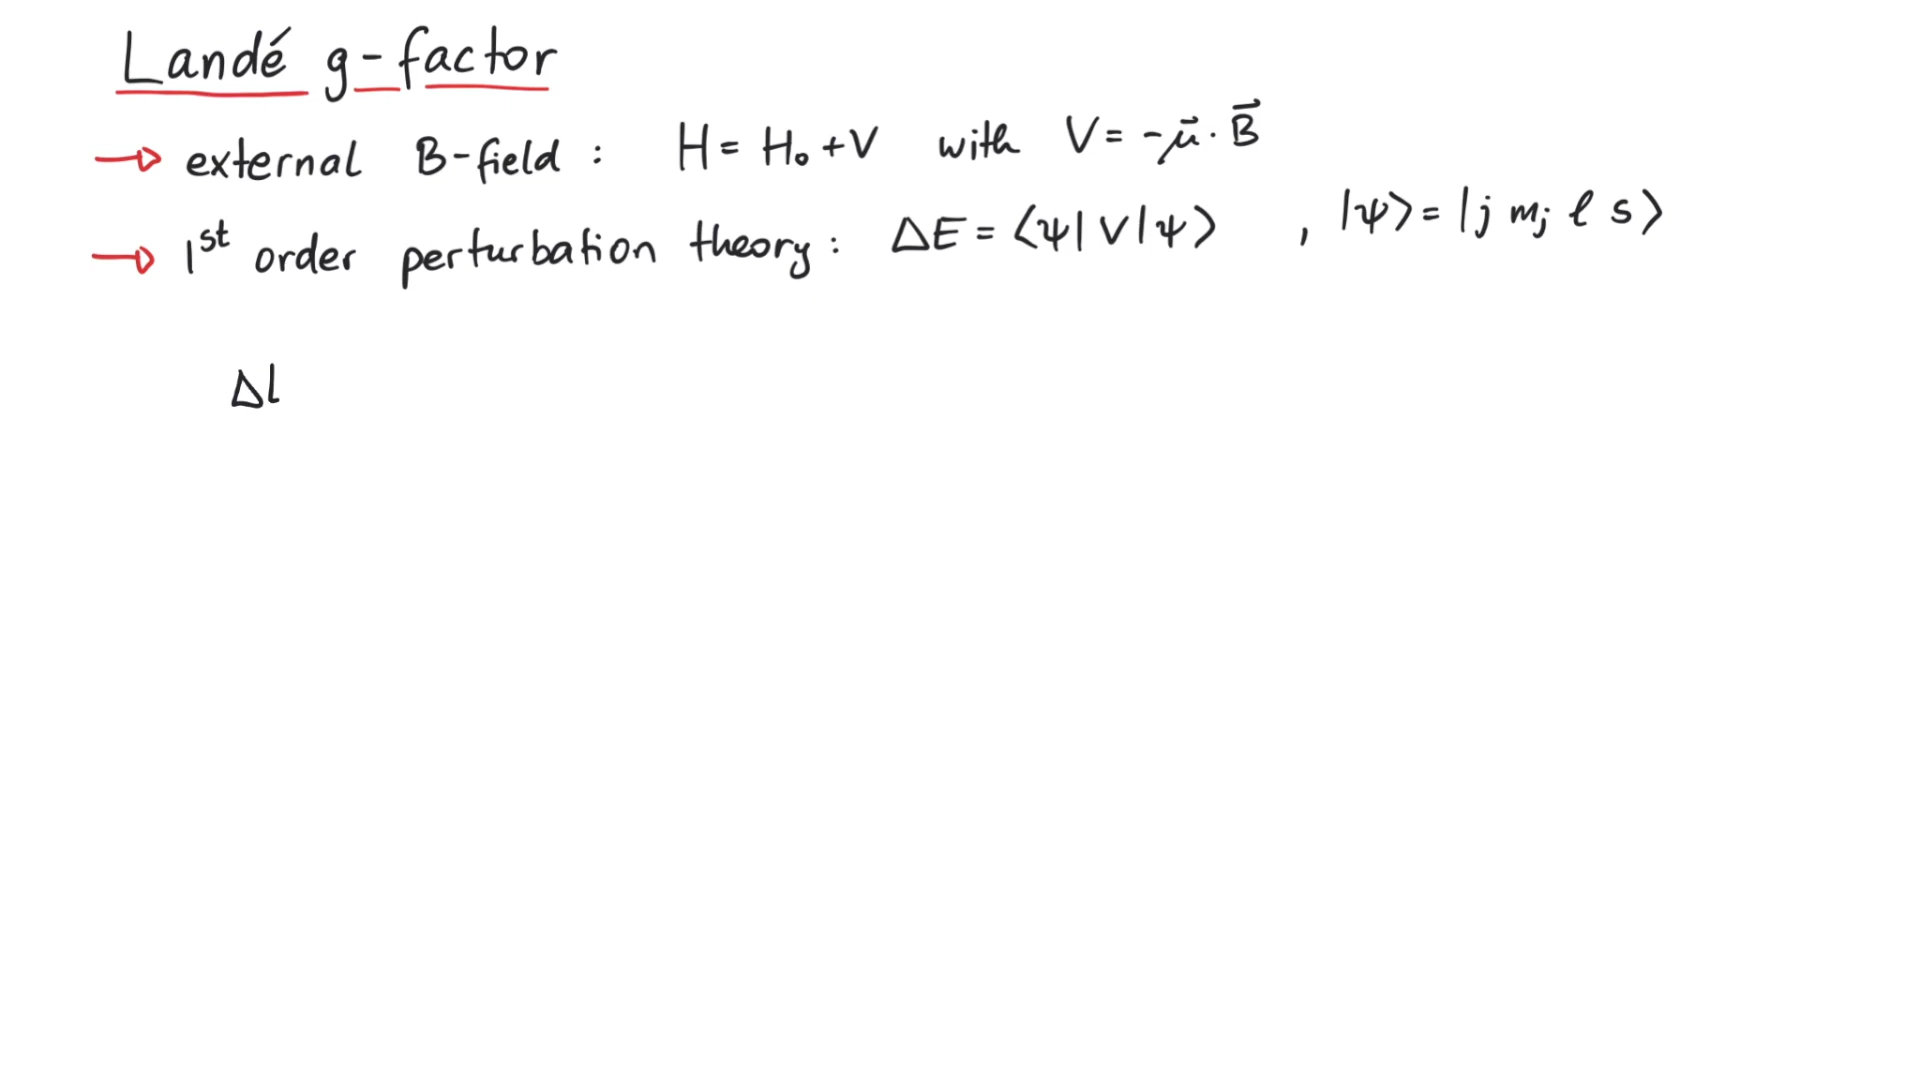 Landé g-factor
→ external B-field : H = H₀ + V with V = -μ⃗ · B⃗
→ 1ˢᵗ order perturbation theory : ΔE = ⟨ψ|V|ψ⟩ , |ψ⟩ = |j mⱼ ℓ s⟩
Δl